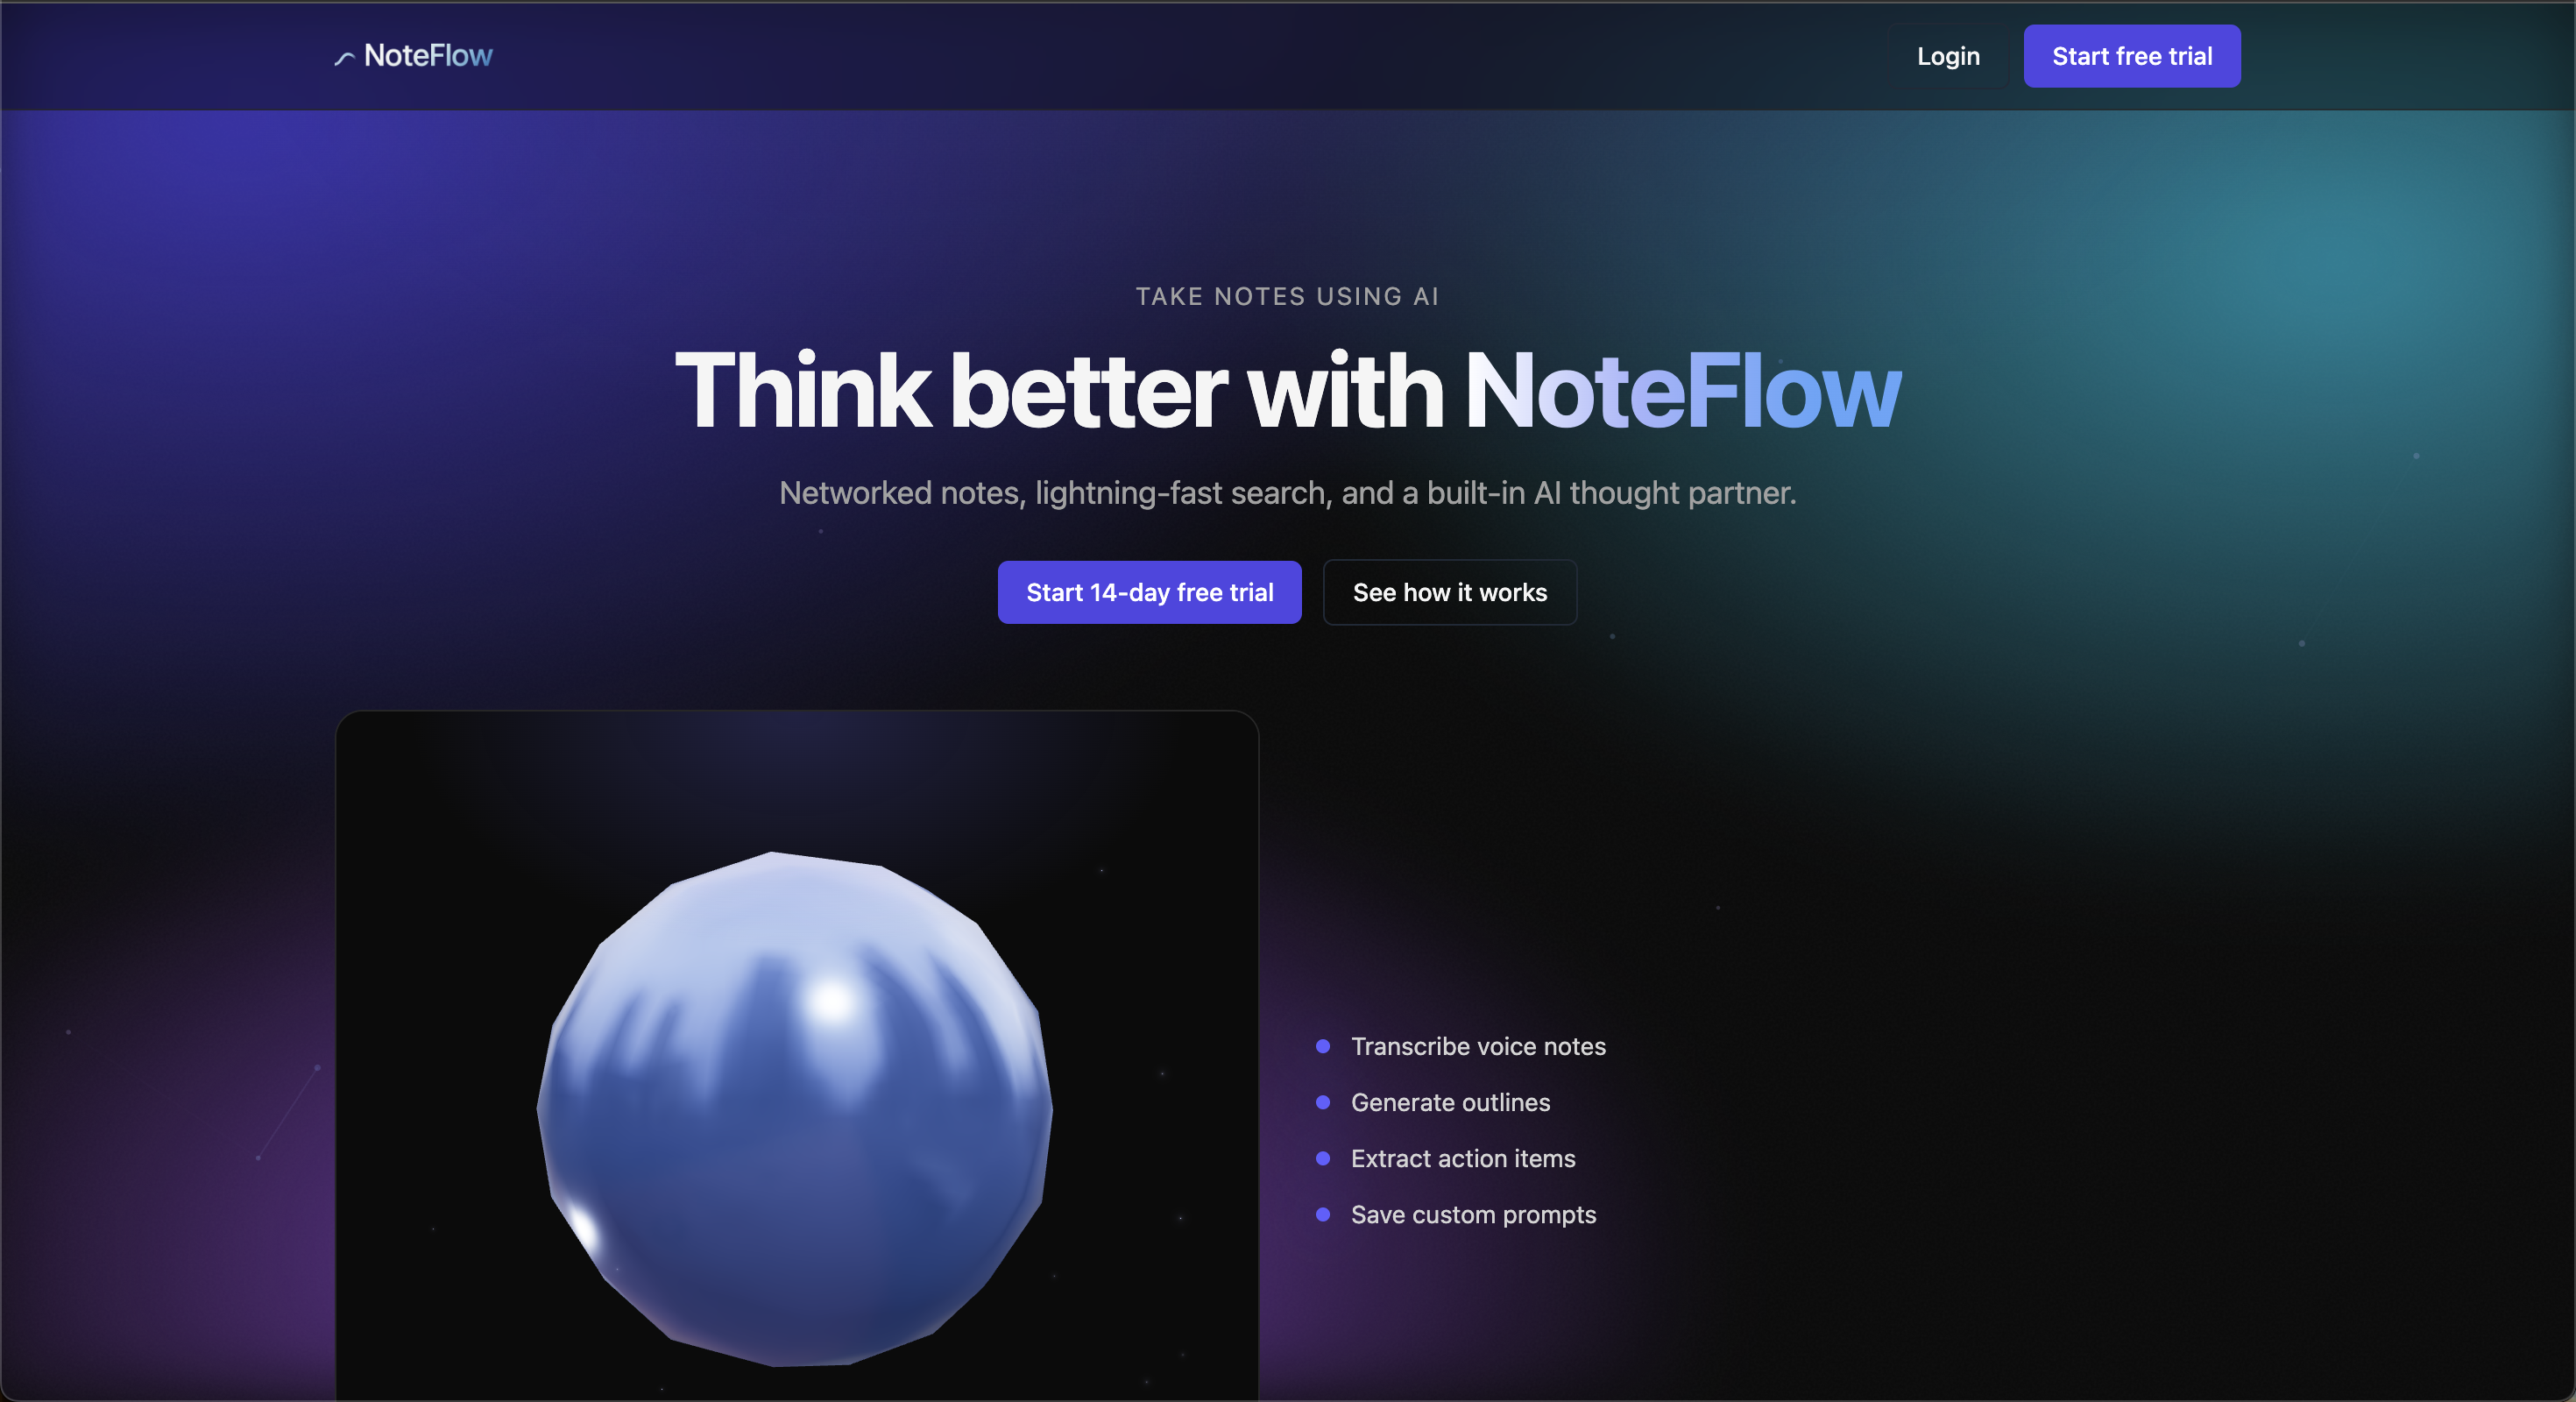 NoteFlow
Login
Start free trial
TAKE NOTES USING AI
Think better with NoteFlow
Networked notes, lightning-fast search, and a built-in AI thought partner.
Start 14-day free trial
See how it works
Transcribe voice notes
Generate outlines
Extract action items
Save custom prompts